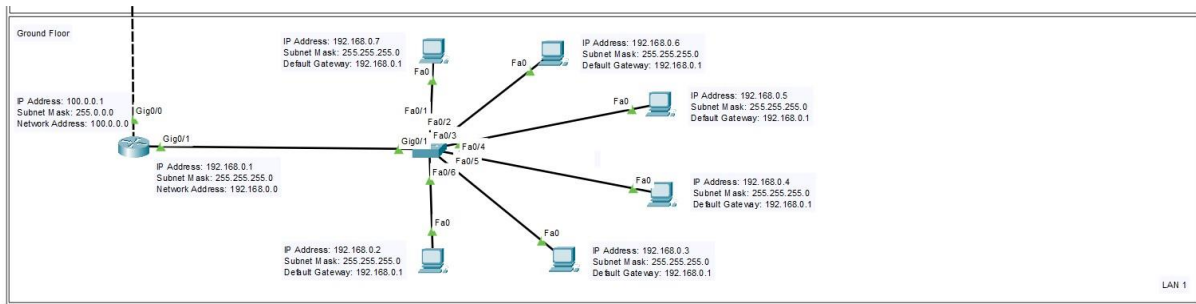 Ground Floor
IP Address: 192.168.0.7
Subnet Mask: 255.255.255.0
Default Gateway: 192.168.0.1
Fa0
IP Address: 192.168.0.6
Subnet Mask: 255.255.255.0
Default Gateway: 192.168.0.1
Fa0
IP Address: 192.168.0.5
Subnet Mask: 255.255.255.0
Default Gateway: 192.168.0.1
Fa0
IP Address: 100.0.0.1
Subnet Mask: 255.0.0.0
Network Address: 100.0.0.0
Gig0/0
Gig0/1
IP Address: 192.168.0.1
Subnet Mask: 255.255.255.0
Network Address: 192.168.0.0
Gig0/1
Fa0/1
Fa0/2
Fa0/3
Fa0/4
Fa0/5
Fa0/6
Fa0
IP Address: 192.168.0.4
Subnet Mask: 255.255.255.0
Default Gateway: 192.168.0.1
Fa0
IP Address: 192.168.0.2
Subnet Mask: 255.255.255.0
Default Gateway: 192.168.0.1
Fa0
IP Address: 192.168.0.3
Subnet Mask: 255.255.255.0
Default Gateway: 192.168.0.1
LAN 1